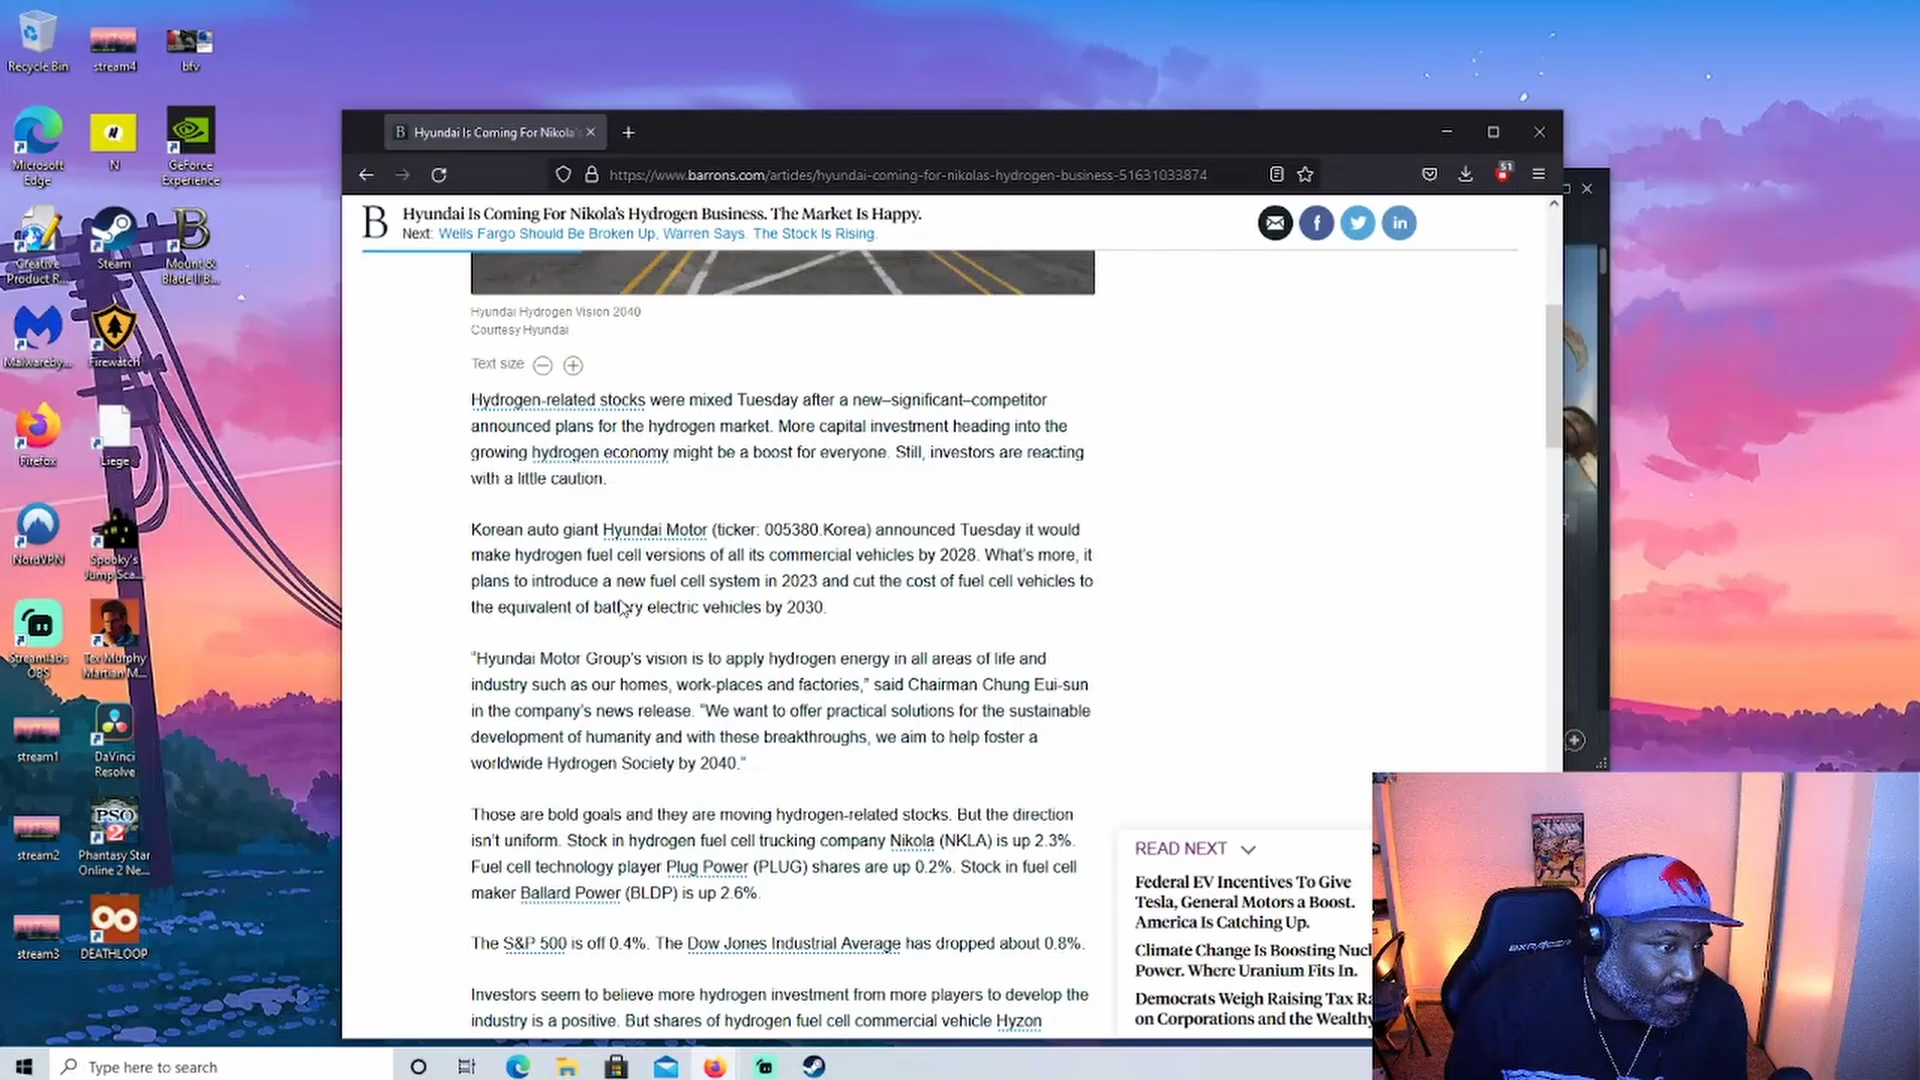 Recycle Bin
stream4
bfv
Microsoft Edge
N
GeForce Experience
Creative Product R...
Steam
Mount & Blade II B...
Malwareby...
Firewatch
Firefox
Liege
NordVPN
Spooky's Jump Sca...
Streamlabs OBS
Tex Murphy Martian M...
stream1
DaVinci Resolve
PSO 2
stream2
Phantasy Star Online 2 Ne...
stream3
DEATHLOOP
B Hyundai Is Coming For Nikola's
https://www.barrons.com/articles/hyundai-coming-for-nikolas-hydrogen-business-51631033874
51
B
Hyundai Is Coming For Nikola's Hydrogen Business. The Market Is Happy.
Next: Wells Fargo Should Be Broken Up, Warren Says. The Stock Is Rising.
f
in
Hyundai Hydrogen Vision 2040
Courtesy Hyundai
Text size
Hydrogen-related stocks were mixed Tuesday after a new–significant–competitor
announced plans for the hydrogen market. More capital investment heading into the
growing hydrogen economy might be a boost for everyone. Still, investors are reacting
with a little caution.
Korean auto giant Hyundai Motor (ticker: 005380.Korea) announced Tuesday it would
make hydrogen fuel cell versions of all its commercial vehicles by 2028. What's more, it
plans to introduce a new fuel cell system in 2023 and cut the cost of fuel cell vehicles to
the equivalent of battery electric vehicles by 2030.
"Hyundai Motor Group's vision is to apply hydrogen energy in all areas of life and
industry such as our homes, work-places and factories," said Chairman Chung Eui-sun
in the company's news release. "We want to offer practical solutions for the sustainable
development of humanity and with these breakthroughs, we aim to help foster a
worldwide Hydrogen Society by 2040."
Those are bold goals and they are moving hydrogen-related stocks. But the direction
isn't uniform. Stock in hydrogen fuel cell trucking company Nikola (NKLA) is up 2.3%.
Fuel cell technology player Plug Power (PLUG) shares are up 0.2%. Stock in fuel cell
maker Ballard Power (BLDP) is up 2.6%.
The S&P 500 is off 0.4%. The Dow Jones Industrial Average has dropped about 0.8%.
Investors seem to believe more hydrogen investment from more players to develop the
industry is a positive. But shares of hydrogen fuel cell commercial vehicle Hyzon
READ NEXT
Federal EV Incentives To Give
Tesla, General Motors a Boost.
America Is Catching Up.
Climate Change Is Boosting Nucl
Power. Where Uranium Fits In.
Democrats Weigh Raising Tax Ra
on Corporations and the Wealthy
X-MEN
Type here to search